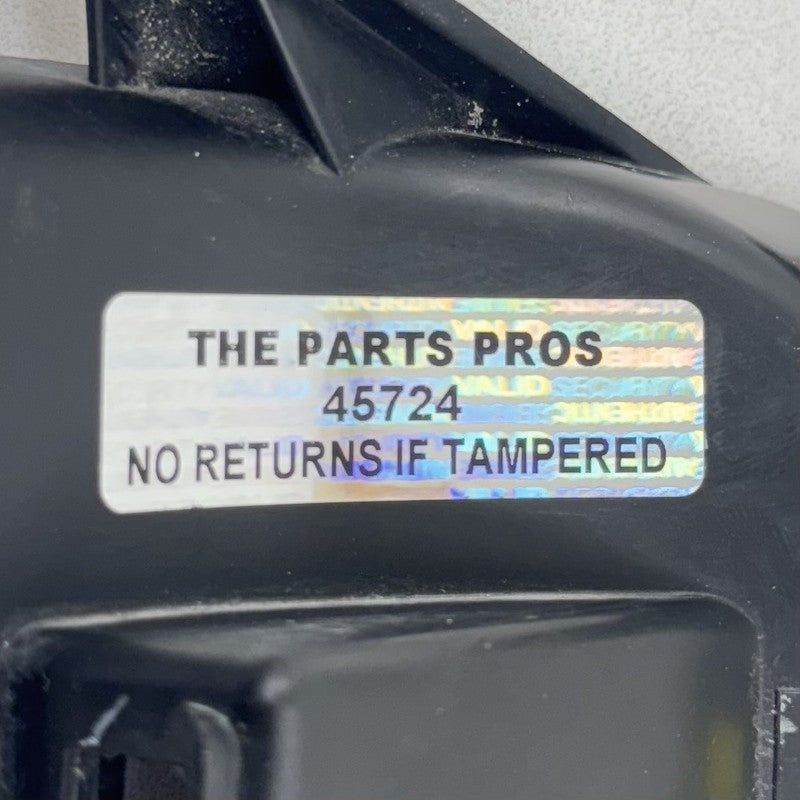 THE PARTS PROS
45724
NO RETURNS IF TAMPERED